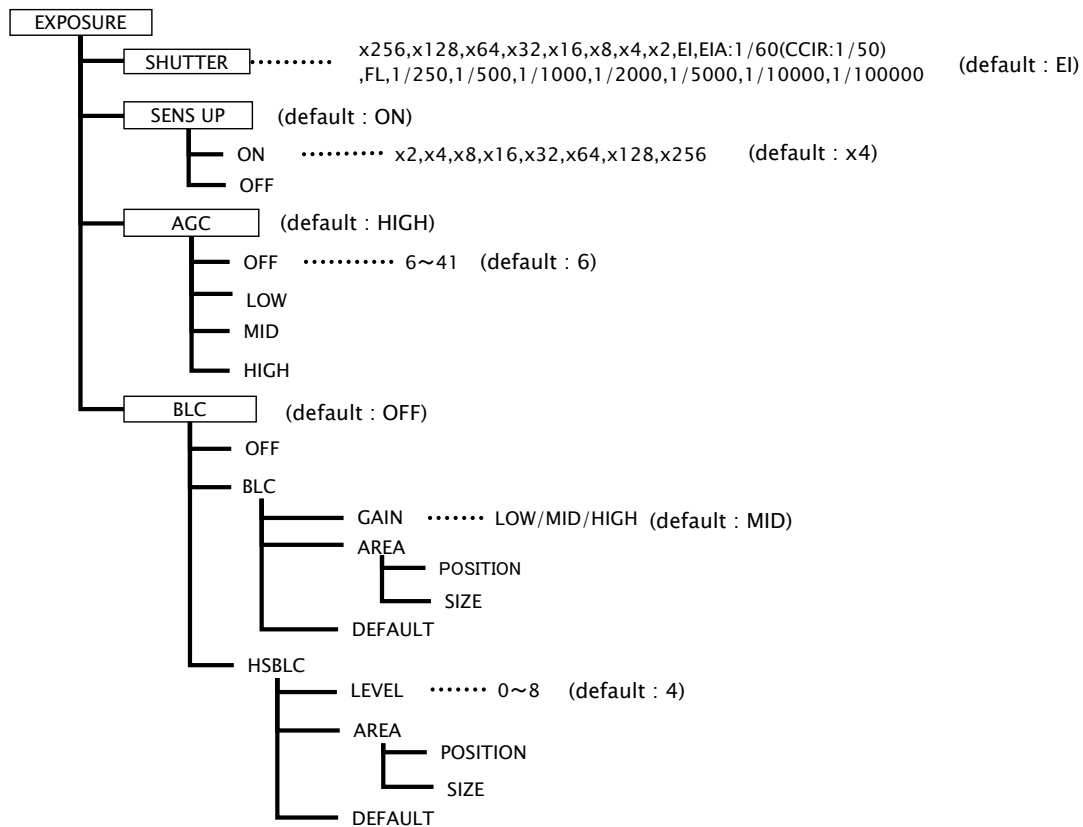 EXPOSURE
SHUTTER ·········· x256,x128,x64,x32,x16,x8,x4,x2,EI,EIA:1/60(CCIR:1/50)
,FL,1/250,1/500,1/1000,1/2000,1/5000,1/10000,1/100000 (default : EI)
SENS UP (default : ON)
ON ·········· x2,x4,x8,x16,x32,x64,x128,x256 (default : x4)
OFF
AGC (default : HIGH)
OFF ··········· 6~41 (default : 6)
LOW
MID
HIGH
BLC (default : OFF)
OFF
BLC
GAIN ······· LOW/MID/HIGH (default : MID)
AREA
POSITION
SIZE
DEFAULT
HSBLC
LEVEL ······· 0~8 (default : 4)
AREA
POSITION
SIZE
DEFAULT